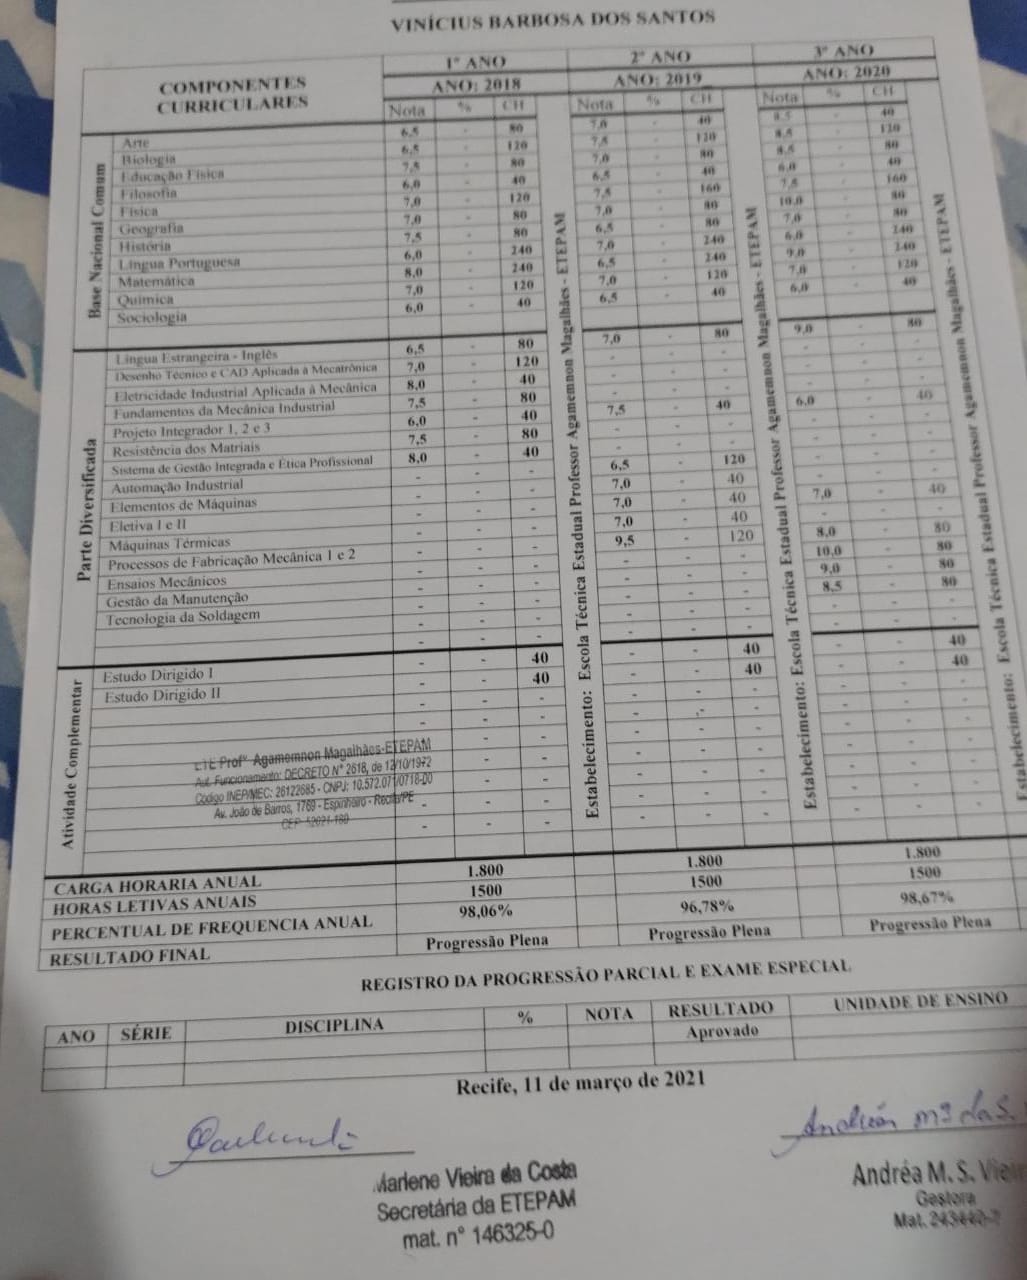 VINÍCIUS BARBOSA DOS SANTOS
COMPONENTES CURRICULARES
1º ANO 2º ANO 3º ANO
ANO: 2018 ANO: 2019 ANO: 2020
Nota % CH Nota % CH Nota % CH
Base Nacional Comum
Arte 6,5 - 80 7,0 - 40 8,5 - 40
Biologia 6,5 - 120 7,5 - 120 8,5 - 120
Educação Física 7,5 - 80 7,0 - 80 8,5 - 80
Filosofia 6,0 - 40 6,5 - 40 6,0 - 40
Física 7,0 - 120 7,5 - 160 7,5 - 160
Geografia 7,0 - 80 7,0 - 80 10,0 - 80
História 7,5 - 80 6,5 - 80 7,0 - 80
Língua Portuguesa 6,0 - 240 7,0 - 240 6,0 - 240
Matemática 8,0 - 240 6,5 - 240 9,0 - 240
Química 7,0 - 120 7,0 - 120 7,0 - 120
Sociologia 6,0 - 40 6,5 - 40 6,0 - 40
Parte Diversificada
Língua Estrangeira - Inglês 6,5 - 80 7,0 - 80 9,0 - 80
Desenho Técnico e CAD Aplicada à Mecatrônica 7,0 - 120 - - - - - -
Eletricidade Industrial Aplicada à Mecânica 8,0 - 40 - - - - - -
Fundamentos da Mecânica Industrial 7,5 - 80 - - - - - -
Projeto Integrador 1, 2 e 3 6,0 - 40 7,5 - 40 6,0 - 40
Resistência dos Matriais 7,5 - 80 - - - - - -
Sistema de Gestão Integrada e Ética Profissional 8,0 - 40 - - - - - -
Automação Industrial - - - 6,5 - 120 - - -
Elementos de Máquinas - - - 7,0 - 40 - - -
Eletiva I e II - - - 7,0 - 40 7,0 - 40
Máquinas Térmicas - - - 7,0 - 40 - - -
Processos de Fabricação Mecânica 1 e 2 - - - 9,5 - 120 8,0 - 80
Ensaios Mecânicos - - - - - - 10,0 - 80
Gestão da Manutenção - - - - - - 9,0 - 80
Tecnologia da Soldagem - - - - - - 8,5 - 80
Atividade Complementar
Estudo Dirigido I - - 40 - - 40 - - 40
Estudo Dirigido II - - 40 - - 40 - - 40
ETE Profº Agamemnon Magalhães-ETEPAM
Aut. Funcionamento: DECRETO Nº 2618, de 12/10/1972
Código INEP/MEC: 26122685 - CNPJ: 10.572.071/0718-00
Av. João de Barros, 1769 - Espinheiro - Recife/PE
CEP 52021-180
Estabelecimento: Escola Técnica Estadual Professor Agamemnon Magalhães - ETEPAM
Estabelecimento: Escola Técnica Estadual Professor Agamemnon Magalhães - ETEPAM
Estabelecimento: Escola Técnica Estadual Professor Agamemnon Magalhães - ETEPAM
CARGA HORARIA ANUAL 1.800 1.800 1.800
HORAS LETIVAS ANUAIS 1500 1500 1500
PERCENTUAL DE FREQUENCIA ANUAL 98,06% 96,78% 98,67%
RESULTADO FINAL Progressão Plena Progressão Plena Progressão Plena
REGISTRO DA PROGRESSÃO PARCIAL E EXAME ESPECIAL
ANO SÉRIE DISCIPLINA % NOTA RESULTADO UNIDADE DE ENSINO
Aprovado
Recife, 11 de março de 2021
Marlene Vieira da Costa
Secretária da ETEPAM
mat. nº 146325-0
Andréa M. S.
Gestora
Mat.